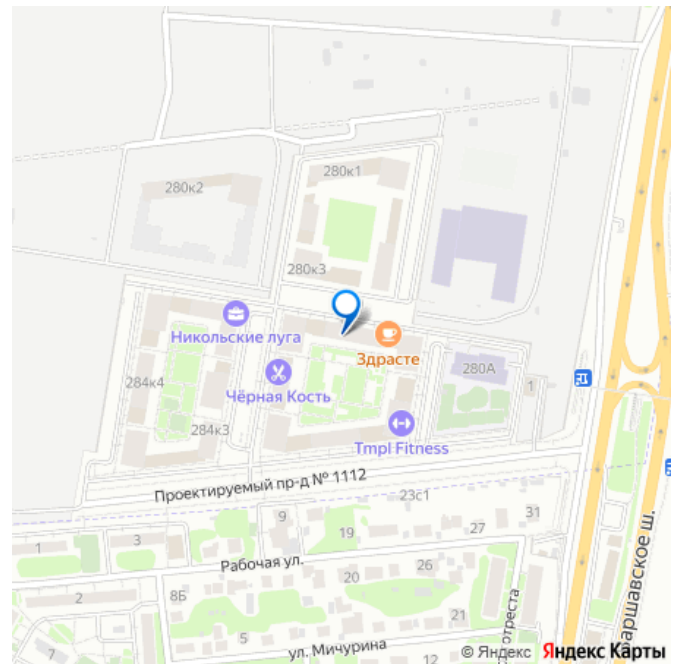 280к1
280к2
280к3
Никольские луга
Здрасте
280А
1
284к4
Чёрная Кость
284к3
Tmpl Fitness
Проектируемый пр-д № 1112
23с1
9
31
1
3
19
27
Рабочая ул.
26
8Б
20
2
21
5
7
ул. Мичурина
аршавское ш.
отреста
© Яндекс Яндекс Карты